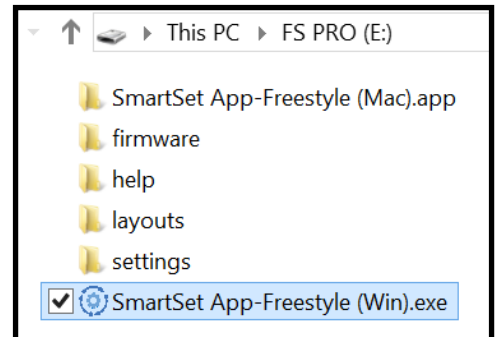 This PC FS PRO (E:)
SmartSet App-Freestyle (Mac).app
firmware
help
layouts
settings
SmartSet App-Freestyle (Win).exe